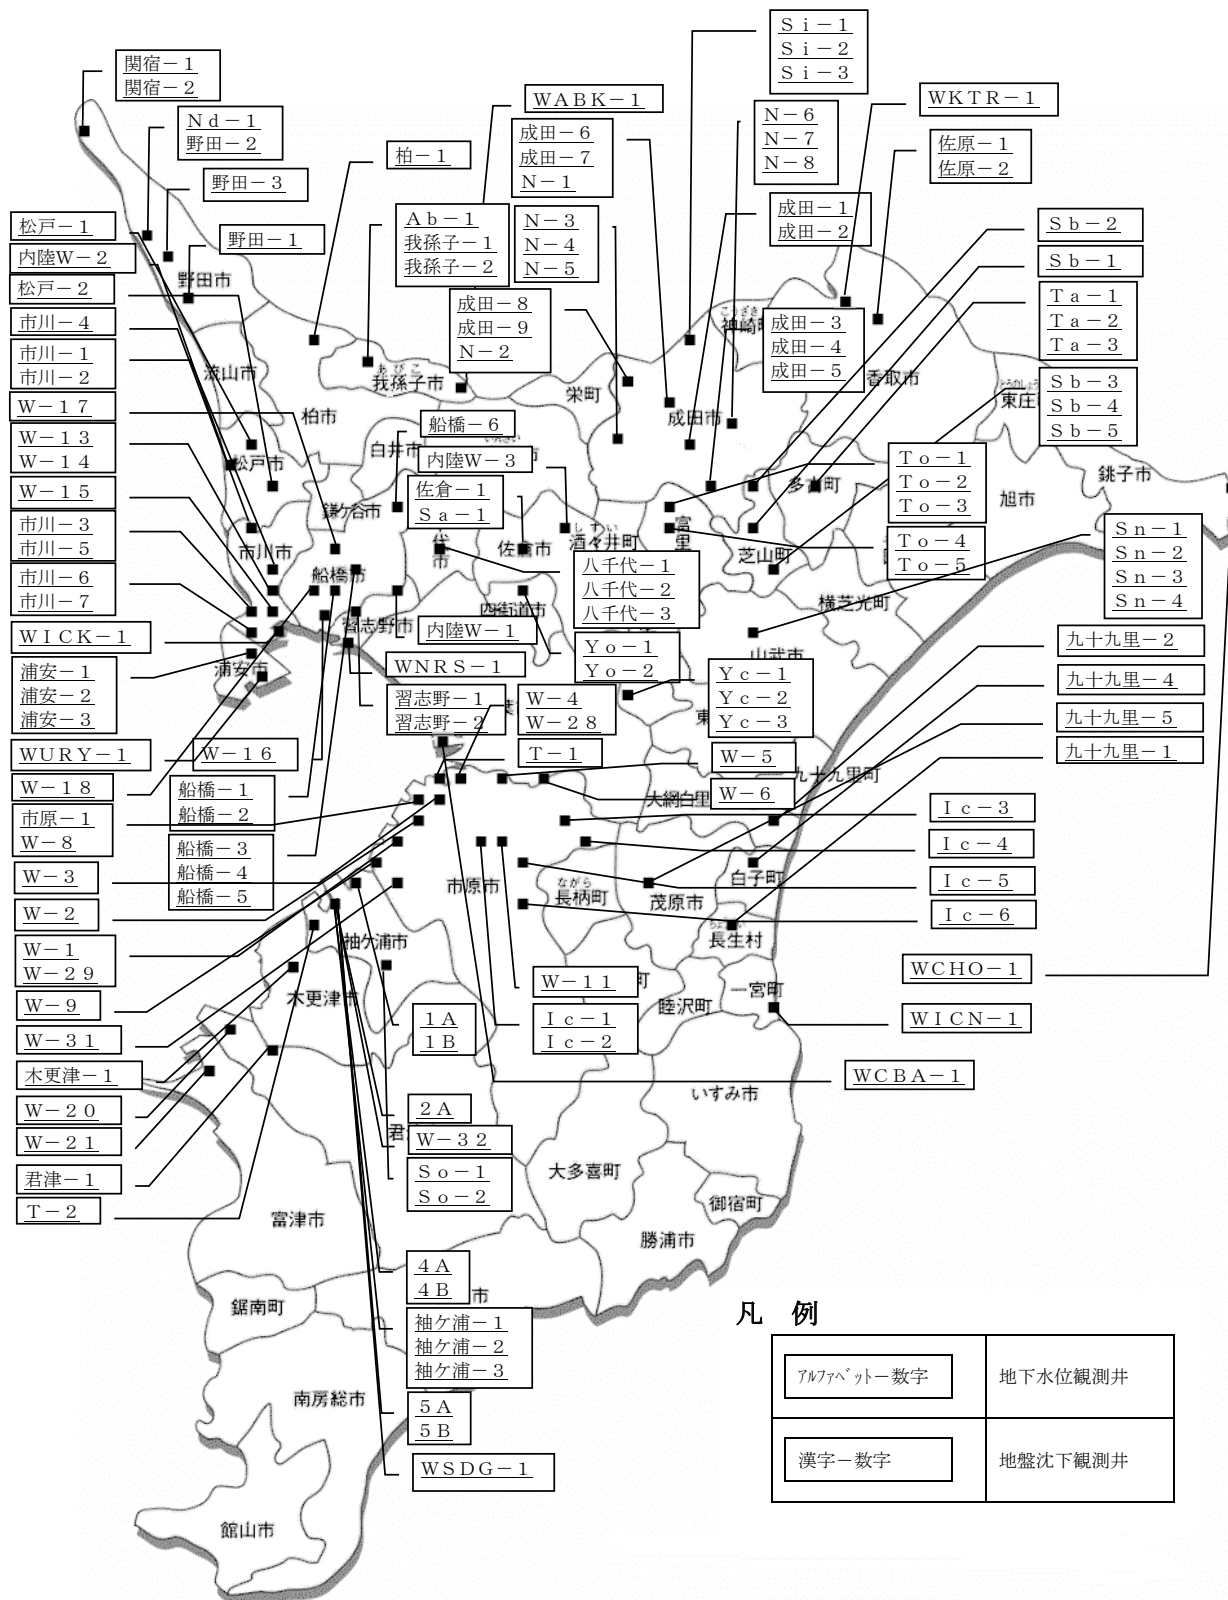 関宿－１
関宿－２
Ｎｄ－１
野田－２
野田－３
野田－１
柏－１
ＷＡＢＫ－１
成田－６
成田－７
Ｎ－１
Ａｂ－１
我孫子－１
我孫子－２
Ｎ－３
Ｎ－４
Ｎ－５
成田－８
成田－９
Ｎ－２
Ｓｉ－１
Ｓｉ－２
Ｓｉ－３
Ｎ－６
Ｎ－７
Ｎ－８
成田－１
成田－２
成田－３
成田－４
成田－５
ＷＫＴＲ－１
佐原－１
佐原－２
Ｓｂ－２
Ｓｂ－１
Ｔａ－１
Ｔａ－２
Ｔａ－３
Ｓｂ－３
Ｓｂ－４
Ｓｂ－５
Ｔｏ－１
Ｔｏ－２
Ｔｏ－３
Ｔｏ－４
Ｔｏ－５
Ｓｎ－１
Ｓｎ－２
Ｓｎ－３
Ｓｎ－４
九十九里－２
九十九里－４
九十九里－５
九十九里－１
松戸－１
内陸Ｗ－２
松戸－２
市川－４
市川－１
市川－２
Ｗ－１７
Ｗ－１３
Ｗ－１４
Ｗ－１５
市川－３
市川－５
市川－６
市川－７
ＷＩＣＫ－１
浦安－１
浦安－２
浦安－３
ＷＵＲＹ－１
Ｗ－１８
市原－１
Ｗ－８
Ｗ－３
Ｗ－２
Ｗ－１
Ｗ－２９
Ｗ－９
Ｗ－３１
木更津－１
Ｗ－２０
Ｗ－２１
君津－１
Ｔ－２
船橋－６
内陸Ｗ－３
佐倉－１
Ｓａ－１
八千代－１
八千代－２
八千代－３
内陸Ｗ－１
Ｙｏ－１
Ｙｏ－２
ＷＮＲＳ－１
習志野－１
習志野－２
Ｗ－４
Ｗ－２８
Ｔ－１
Ｙｃ－１
Ｙｃ－２
Ｙｃ－３
Ｗ－５
Ｗ－６
Ｗ－１６
船橋－１
船橋－２
船橋－３
船橋－４
船橋－５
Ｉｃ－３
Ｉｃ－４
Ｉｃ－５
Ｉｃ－６
ＷＣＨＯ－１
ＷＩＣＮ－１
ＷＣＢＡ－１
Ｗ－１１
Ｉｃ－１
Ｉｃ－２
１Ａ
１Ｂ
２Ａ
Ｗ－３２
Ｓｏ－１
Ｓｏ－２
４Ａ
４Ｂ
袖ケ浦－１
袖ケ浦－２
袖ケ浦－３
５Ａ
５Ｂ
ＷＳＤＧ－１
野田市
流山市
柏市
あびこ
我孫子市
栄町
成田市
こうざき
神崎
香取市
東庄
銚子市
旭市
松戸市
白井市
鎌ケ谷市
市川市
船橋市
代市
佐倉市
しすい
酒々井町
富里
多古町
芝山町
横芝光町
山武市
習志野市
四街道市
浦安市
九十九里町
大網白里
市原市
ながら
長柄町
茂原市
白子町
長生村
一宮町
睦沢町
袖ケ浦市
木更津市
いすみ市
大多喜町
御宿町
勝浦市
君
富津市
市
鋸南町
南房総市
館山市
凡　例
ｱﾙﾌｧﾍﾞｯﾄ－数字
地下水位観測井
漢字－数字
地盤沈下観測井